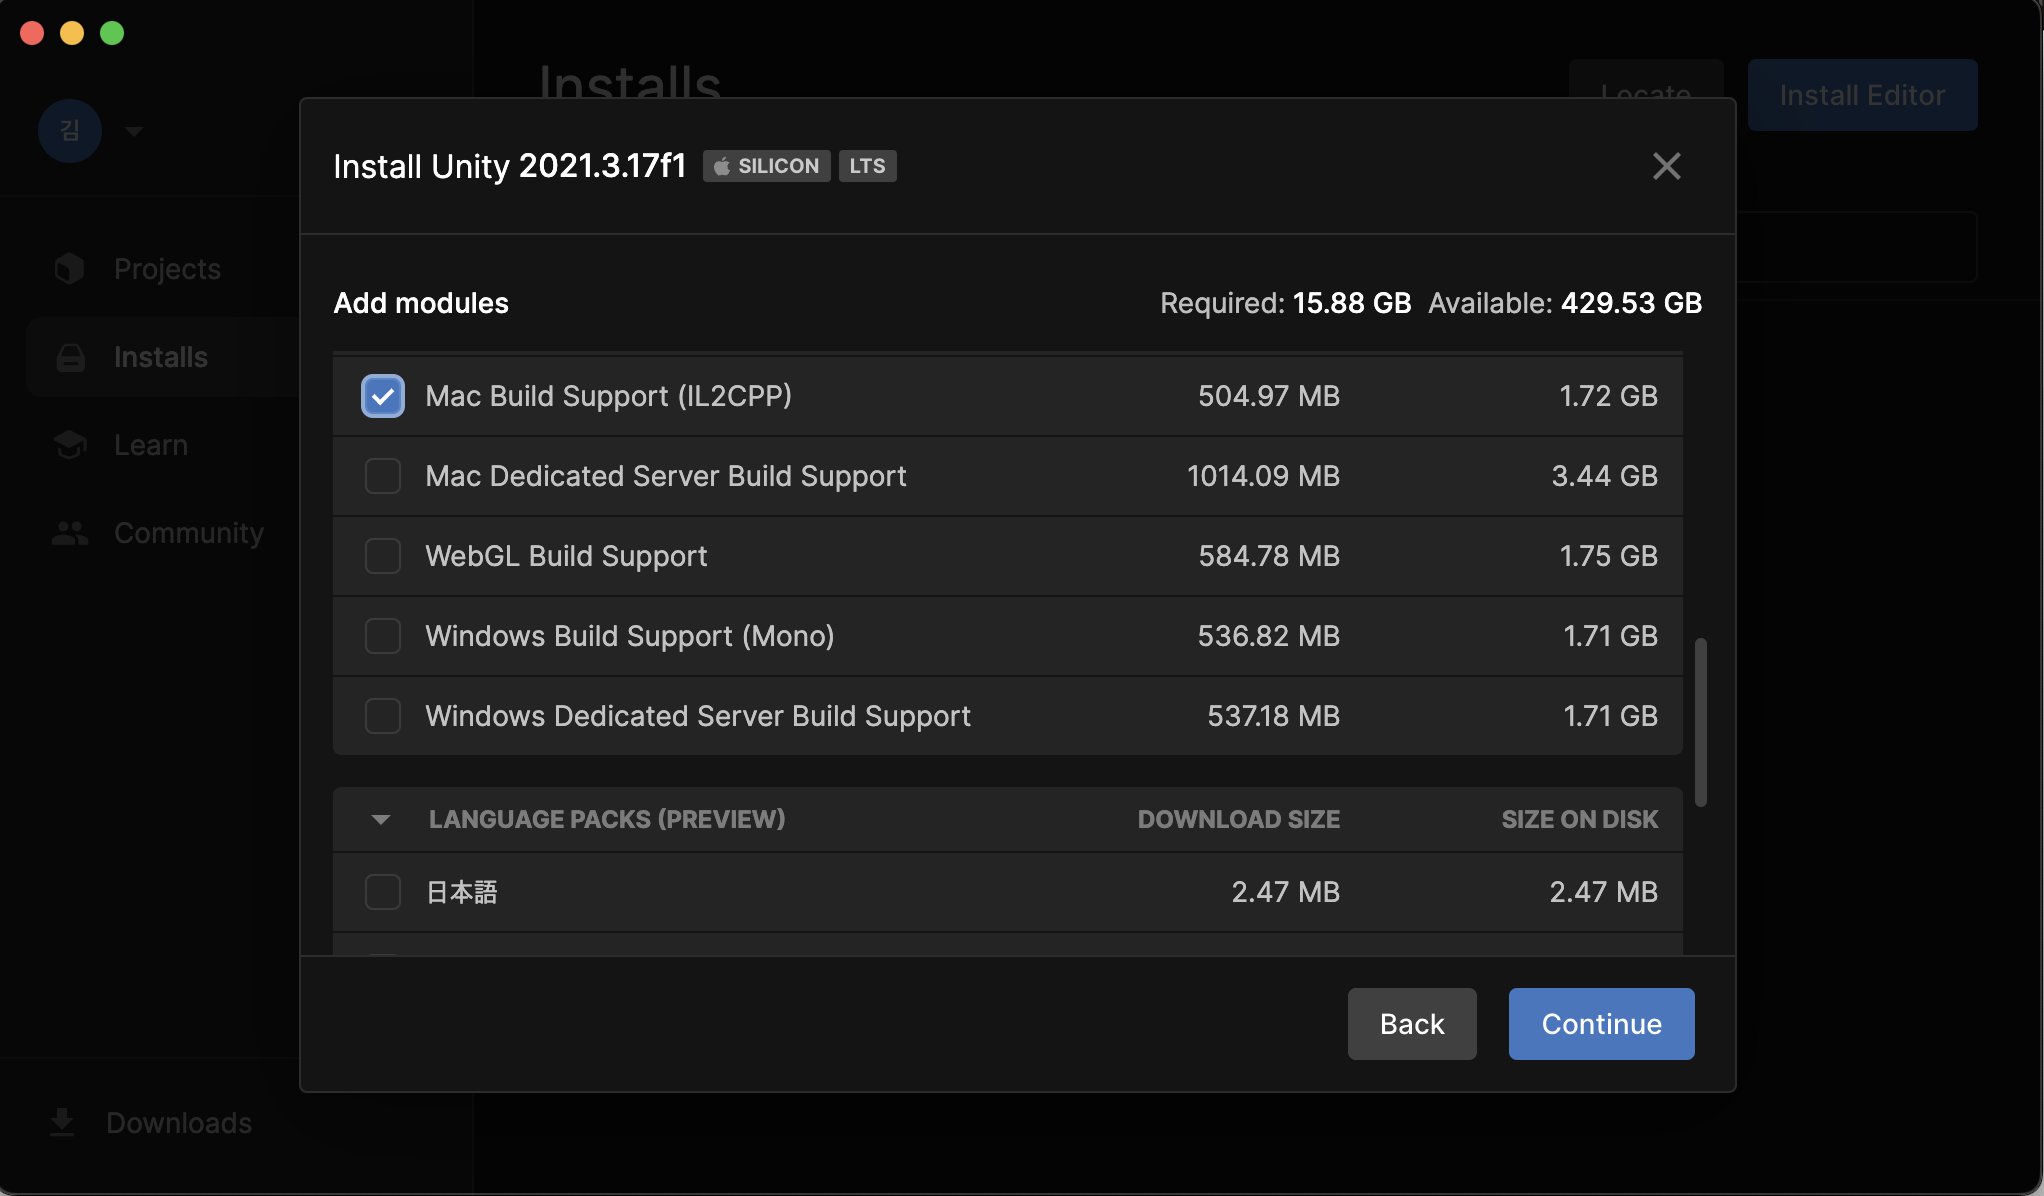 Installs
Locate
Install Editor
김
Install Unity 2021.3.17f1
SILICON
LTS
Projects
Installs
Learn
Community
Downloads
Add modules
Required: 15.88 GB Available: 429.53 GB
Mac Build Support (IL2CPP) 504.97 MB 1.72 GB
Mac Dedicated Server Build Support 1014.09 MB 3.44 GB
WebGL Build Support 584.78 MB 1.75 GB
Windows Build Support (Mono) 536.82 MB 1.71 GB
Windows Dedicated Server Build Support 537.18 MB 1.71 GB
LANGUAGE PACKS (PREVIEW) DOWNLOAD SIZE SIZE ON DISK
日本語 2.47 MB 2.47 MB
Back
Continue